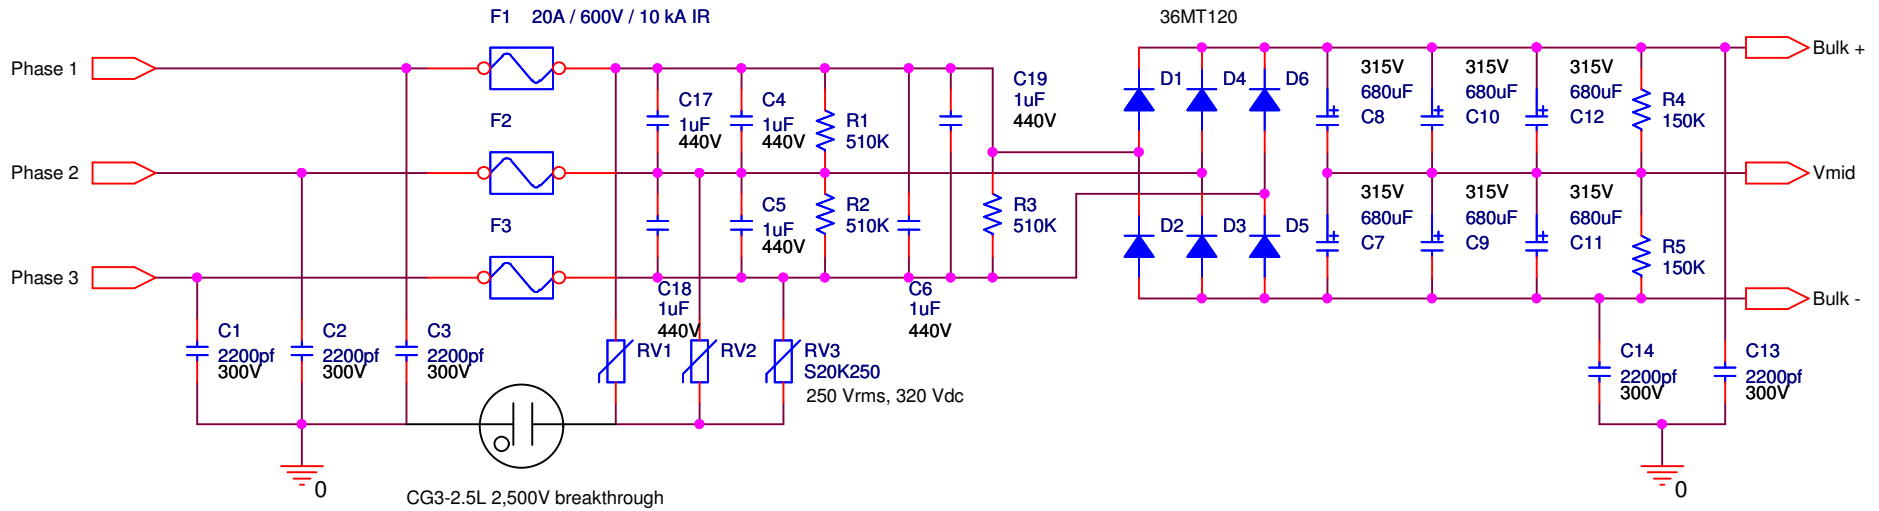 F1 20A / 600V / 10 kA IR
36MT120
Phase 1
Bulk +
C17
1uF
440V
C4
1uF
440V
R1
510K
C19
1uF
440V
D1
D4
D6
315V
680uF
C8
315V
680uF
C10
315V
680uF
C12
R4
150K
F2
Phase 2
Vmid
F3
C5
1uF
440V
R2
510K
R3
510K
D2
D3
D5
315V
680uF
C7
315V
680uF
C9
315V
680uF
C11
R5
150K
Phase 3
Bulk -
C18
1uF
440V
C6
1uF
440V
C1
2200pf
300V
C2
2200pf
300V
C3
2200pf
300V
RV1
RV2
RV3
S20K250
250 Vrms, 320 Vdc
C14
2200pf
300V
C13
2200pf
300V
0
0
CG3-2.5L 2,500V breakthrough